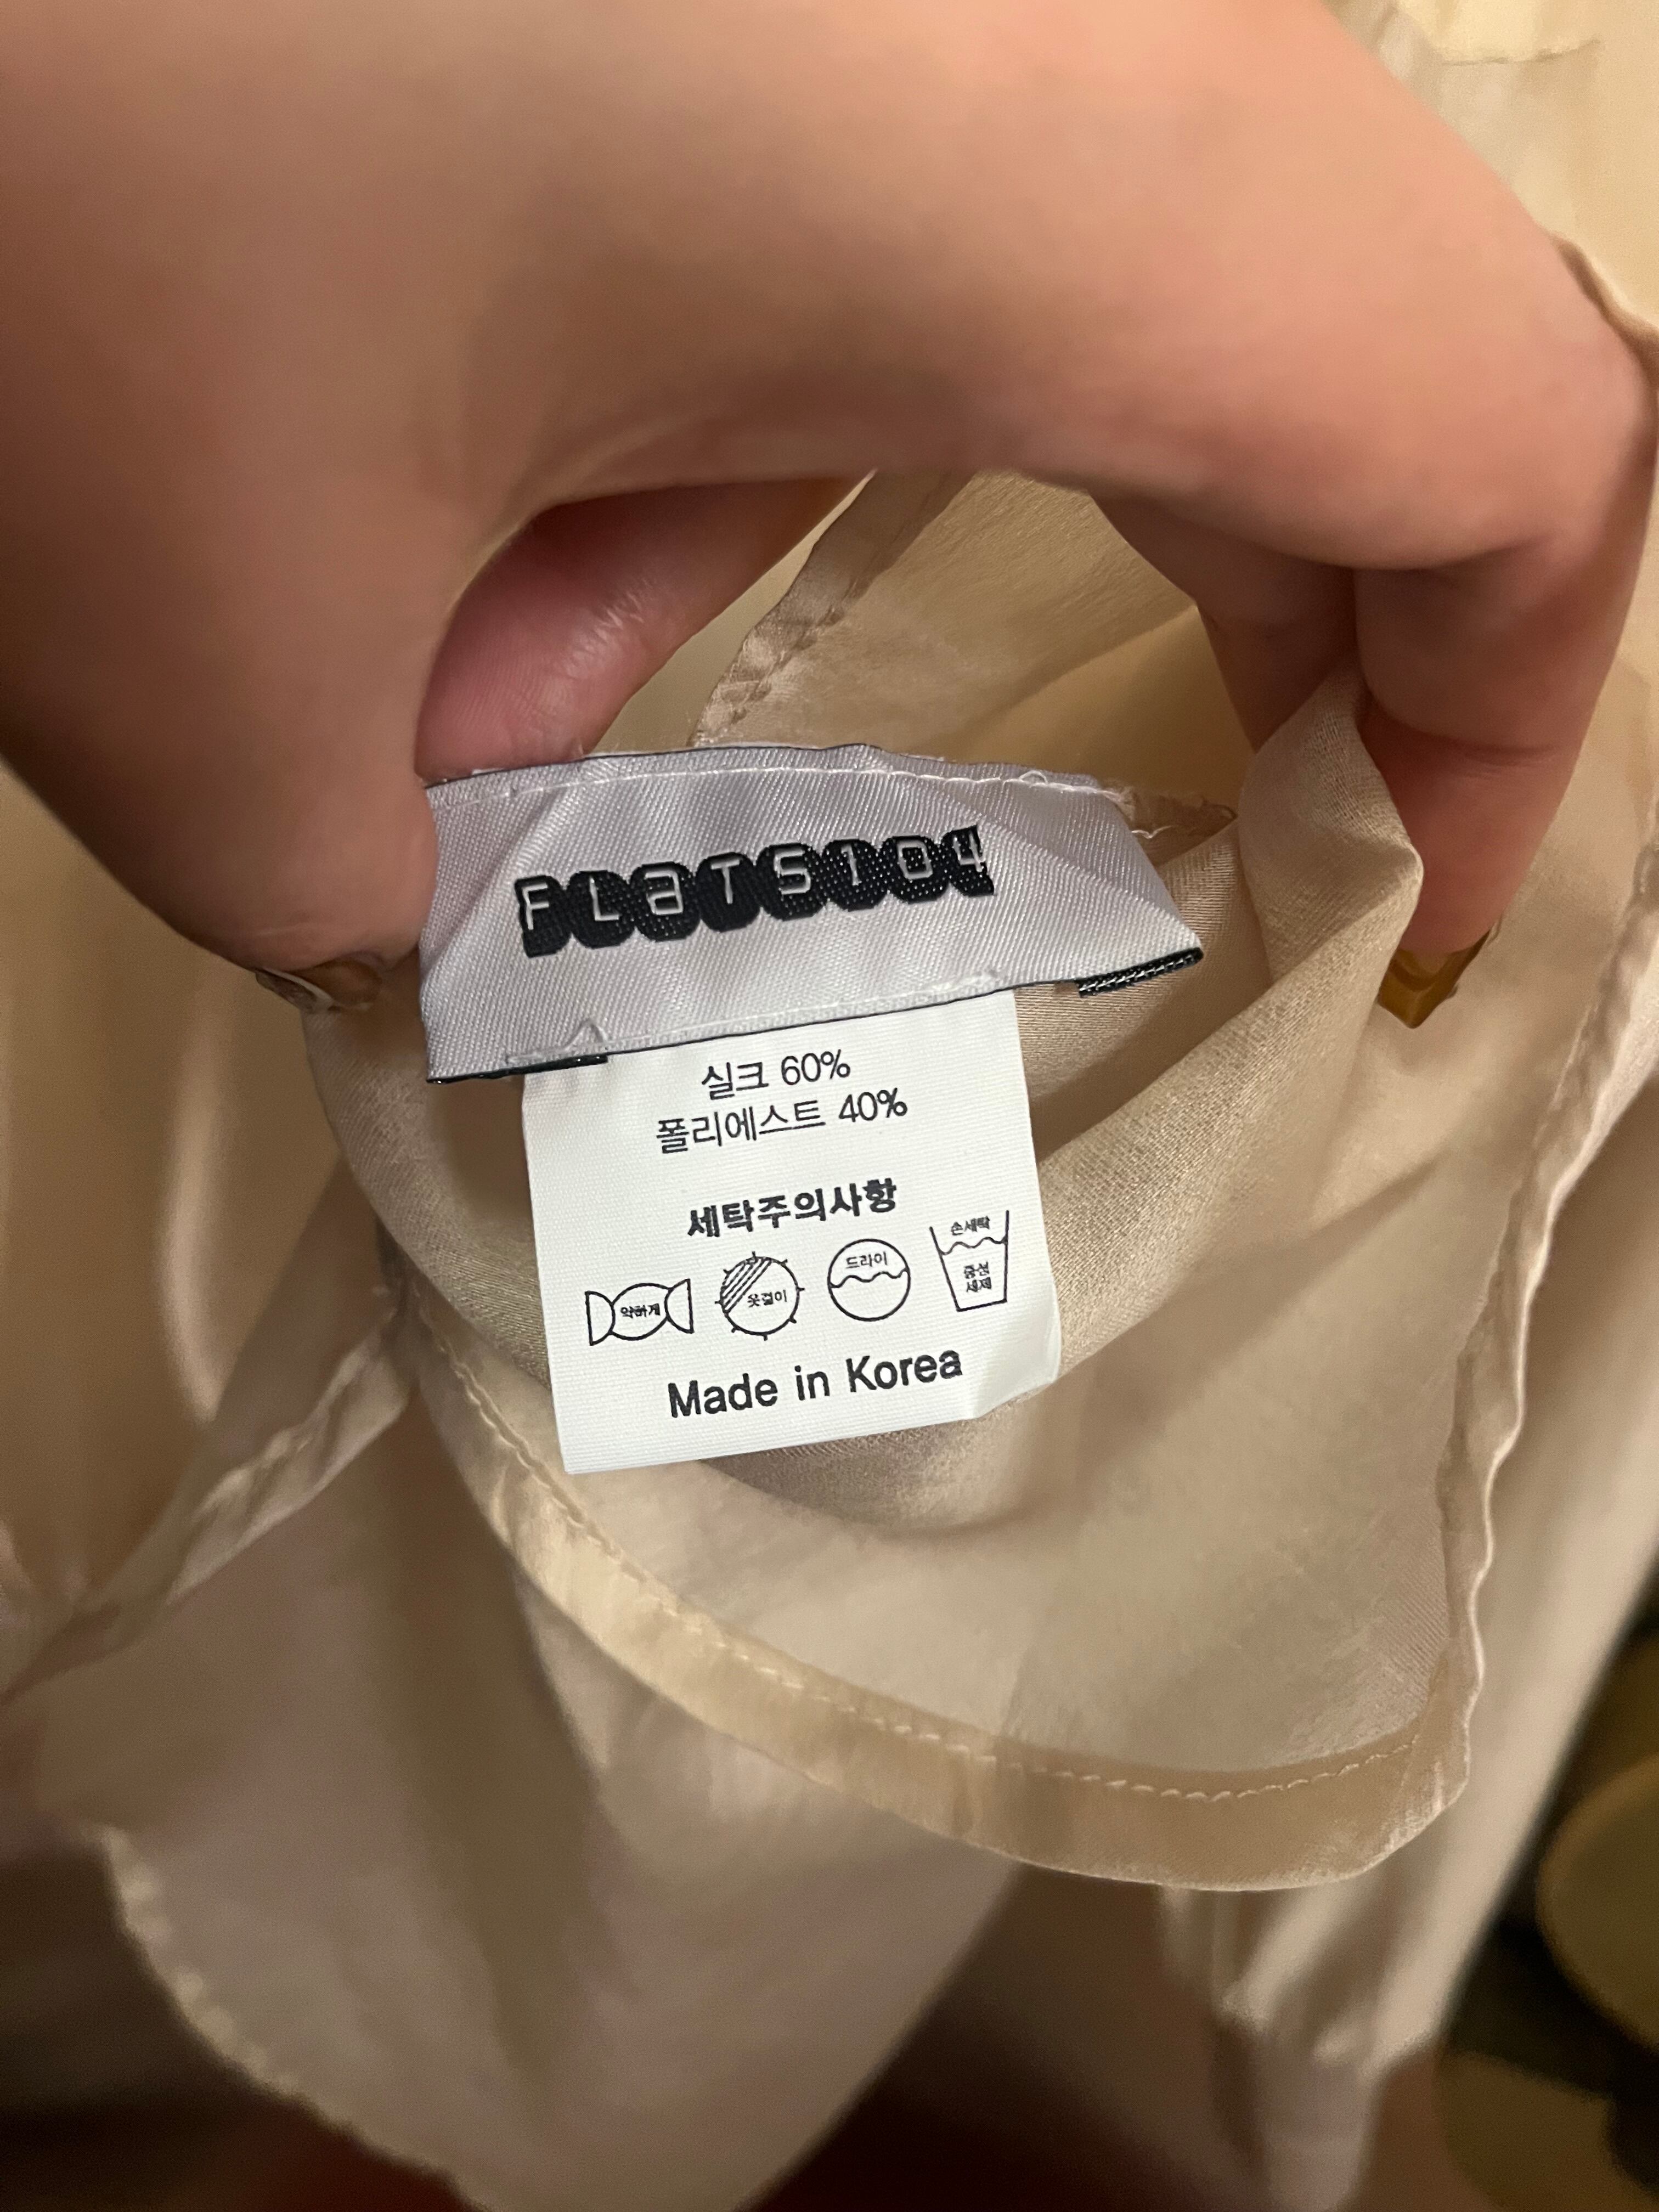 FLaTS104
실크 60%
폴리에스트 40%
세탁주의사항
약하게 옷걸이 드라이 손세탁 중성 세제
Made in Korea